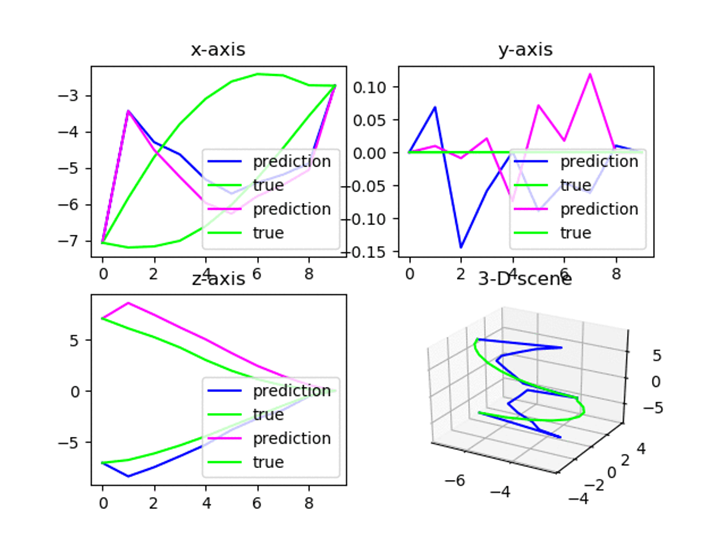 x-axis
−3
−4
−5
−6
−7
0
2
4
6
8
prediction
true
prediction
true
y-axis
0.10
0.05
0.00
−0.05
−0.10
−0.15
0
2
4
6
8
prediction
true
prediction
true
z-axis
5
0
−5
0
2
4
6
8
prediction
true
prediction
true
3-D scene
5
0
−5
−6
−4
−4
−2
0
2
4